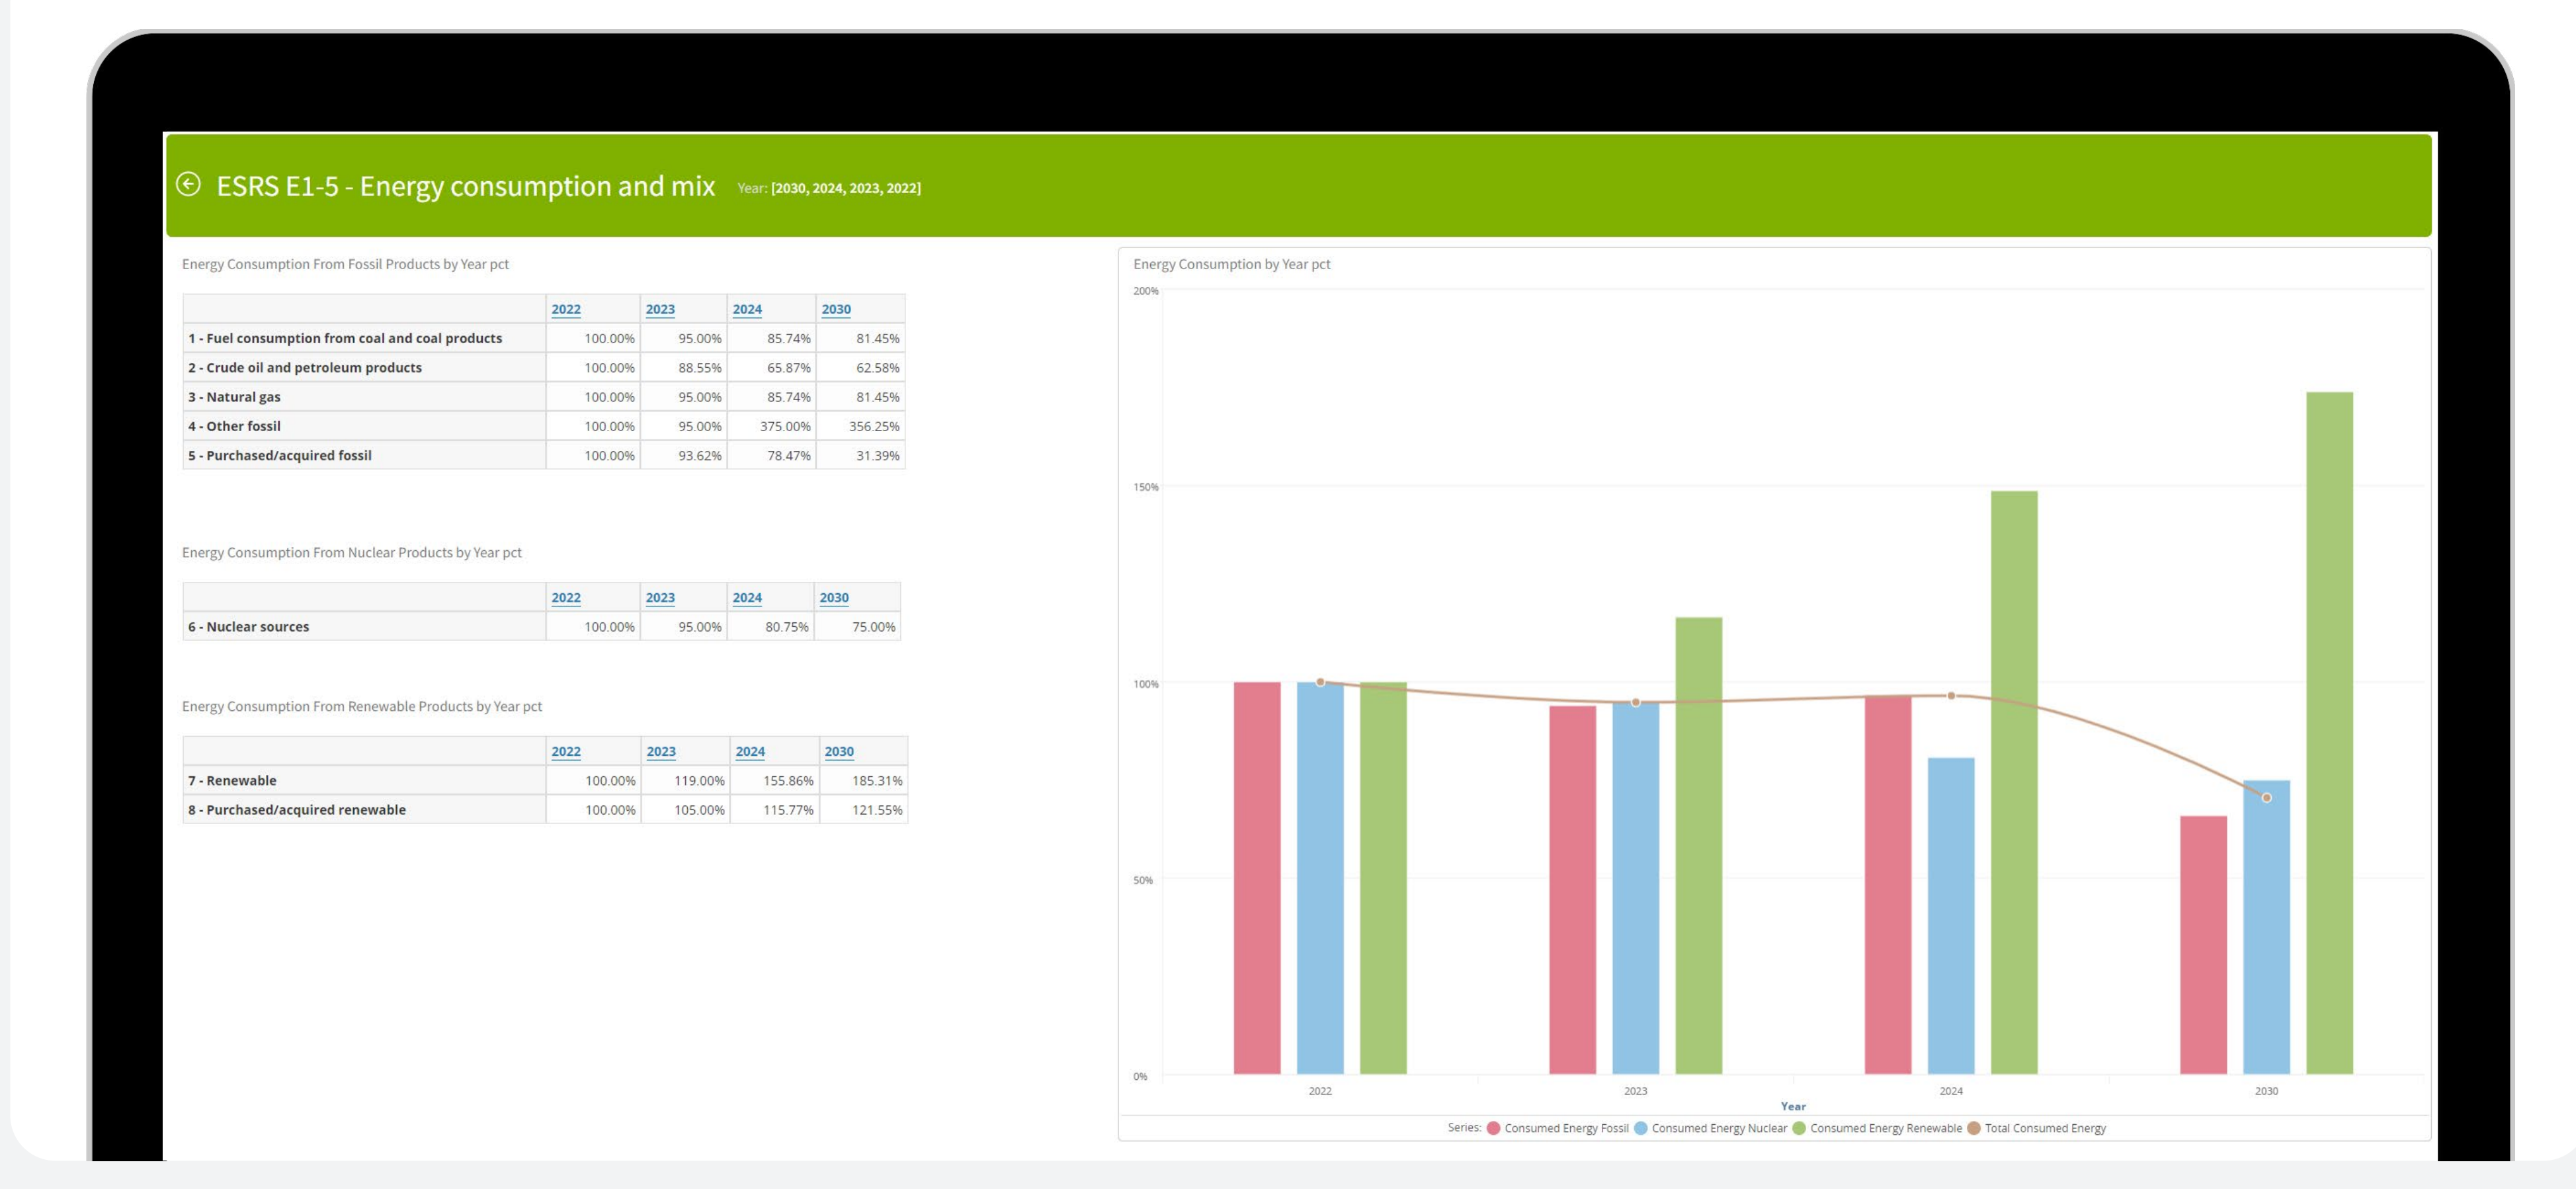 ESRS E1-5 - Energy consumption and mix Year: [2030, 2024, 2023, 2022]
Energy Consumption From Fossil Products by Year pct
2022 2023 2024 2030
1 - Fuel consumption from coal and coal products 100.00% 95.00% 85.74% 81.45%
2 - Crude oil and petroleum products 100.00% 88.55% 65.87% 62.58%
3 - Natural gas 100.00% 95.00% 85.74% 81.45%
4 - Other fossil 100.00% 95.00% 375.00% 356.25%
5 - Purchased/acquired fossil 100.00% 93.62% 78.47% 31.39%
Energy Consumption From Nuclear Products by Year pct
2022 2023 2024 2030
6 - Nuclear sources 100.00% 95.00% 80.75% 75.00%
Energy Consumption From Renewable Products by Year pct
2022 2023 2024 2030
7 - Renewable 100.00% 119.00% 155.86% 185.31%
8 - Purchased/acquired renewable 100.00% 105.00% 115.77% 121.55%
Energy Consumption by Year pct
200%
150%
100%
50%
0%
2022 2023 2024 2030
Year
Series: Consumed Energy Fossil Consumed Energy Nuclear Consumed Energy Renewable Total Consumed Energy